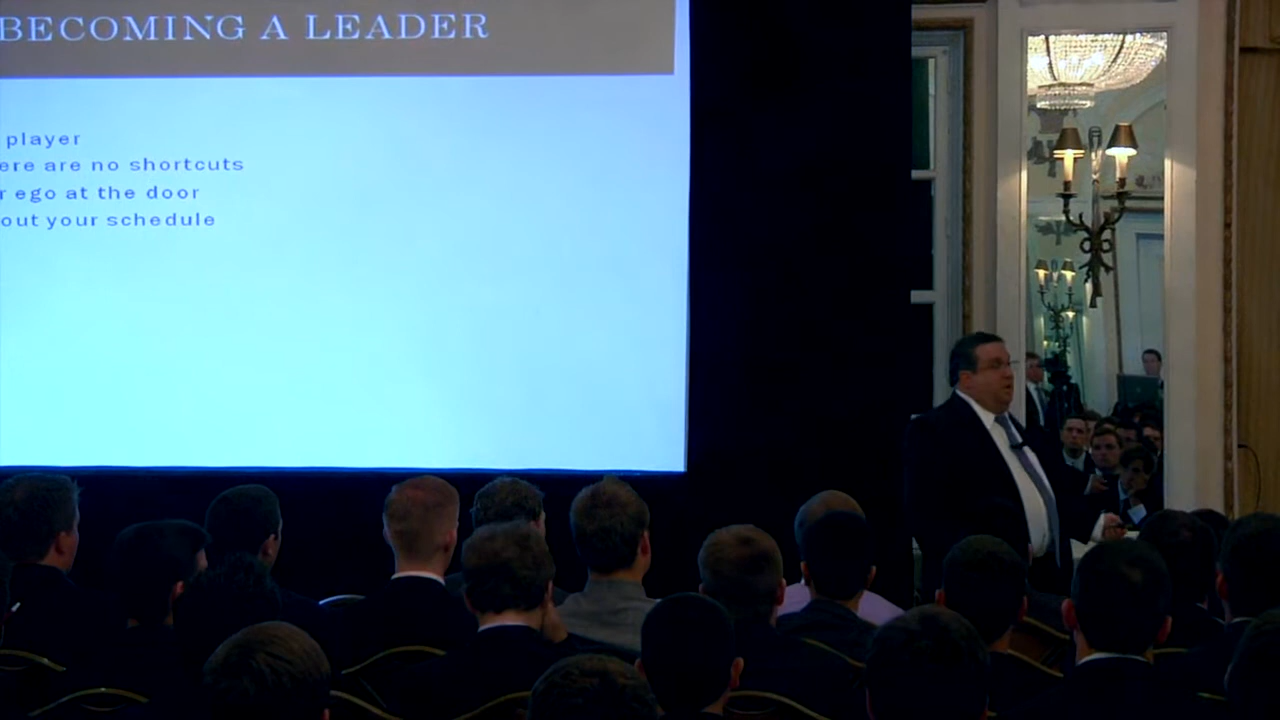 BECOMING A LEADER
player
ere are no shortcuts
r ego at the door
out your schedule